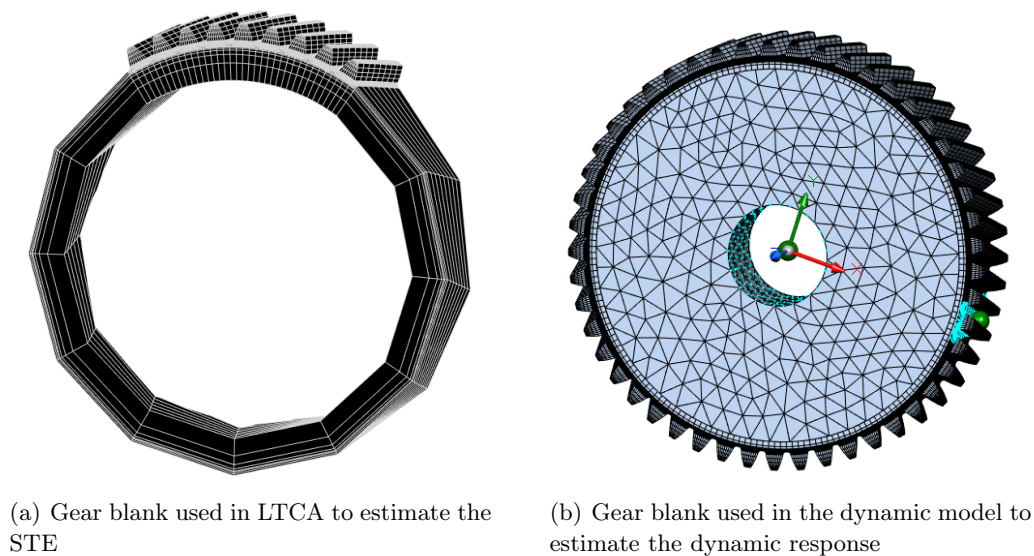 (a) Gear blank used in LTCA to estimate the
STE
(b) Gear blank used in the dynamic model to
estimate the dynamic response
X